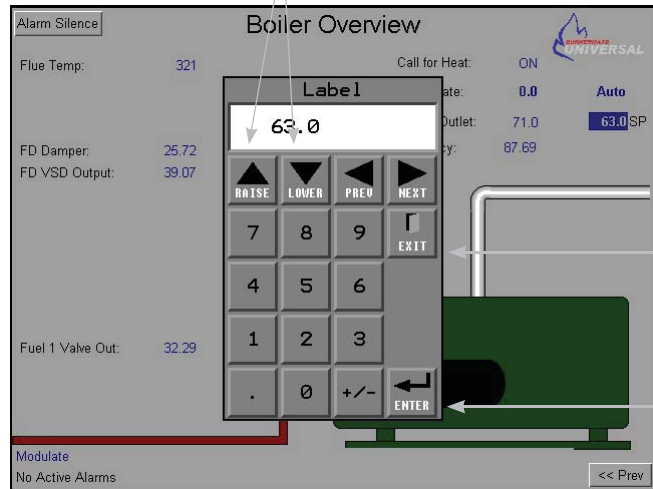 Alarm Silence
Boiler Overview
UNIVERSAL
Flue Temp: 321
Call for Heat: ON
ate: 0.0 Auto
Outlet: 71.0 63.0 SP
cy: 87.69
FD Damper: 25.72
FD VSD Output: 39.07
Fuel 1 Valve Out: 32.29
Label
63.0
RAISE LOWER PREV NEXT
7 8 9 EXIT
4 5 6
1 2 3
. 0 +/- ENTER
Modulate
No Active Alarms
<< Prev